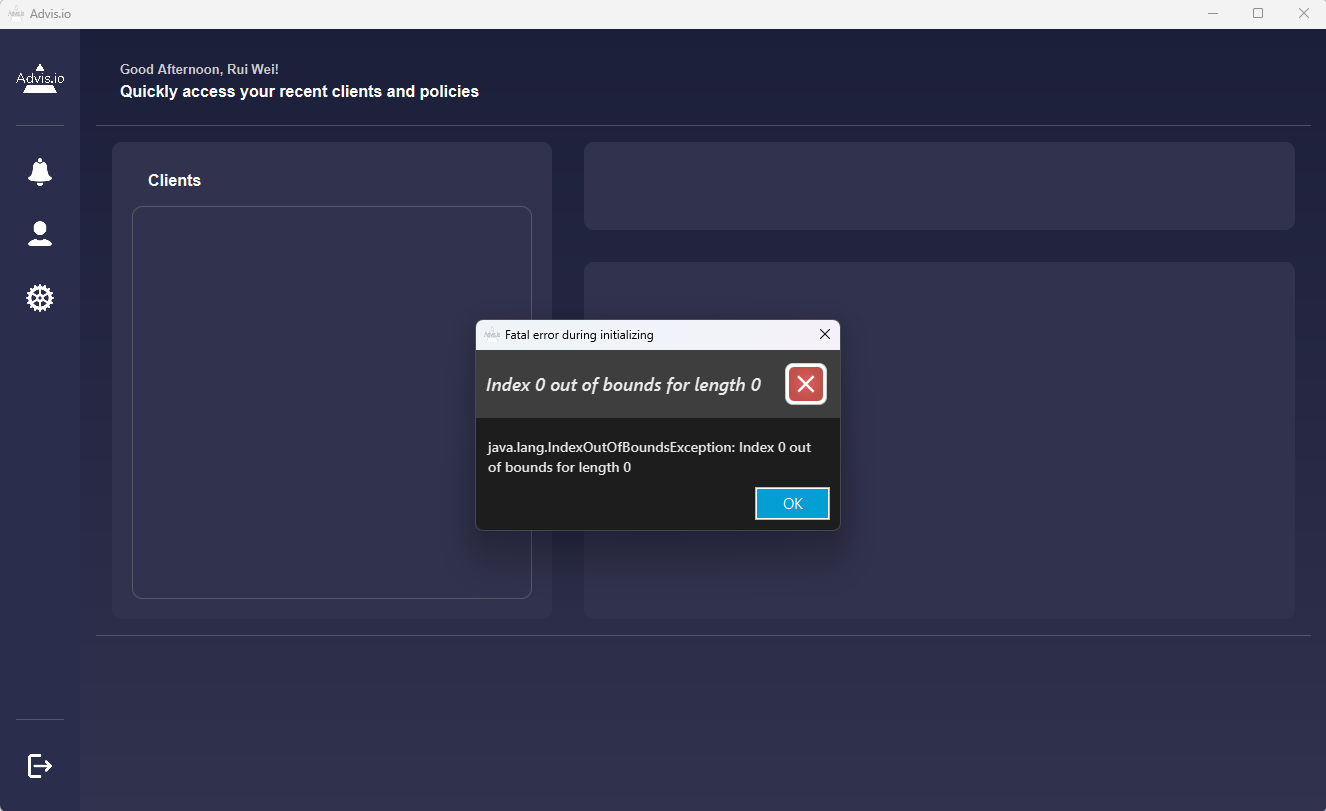 Advis.io
Advis.io
Good Afternoon, Rui Wei!
Quickly access your recent clients and policies
Clients
Fatal error during initializing
Index 0 out of bounds for length 0
java.lang.IndexOutOfBoundsException: Index 0 out
of bounds for length 0
OK